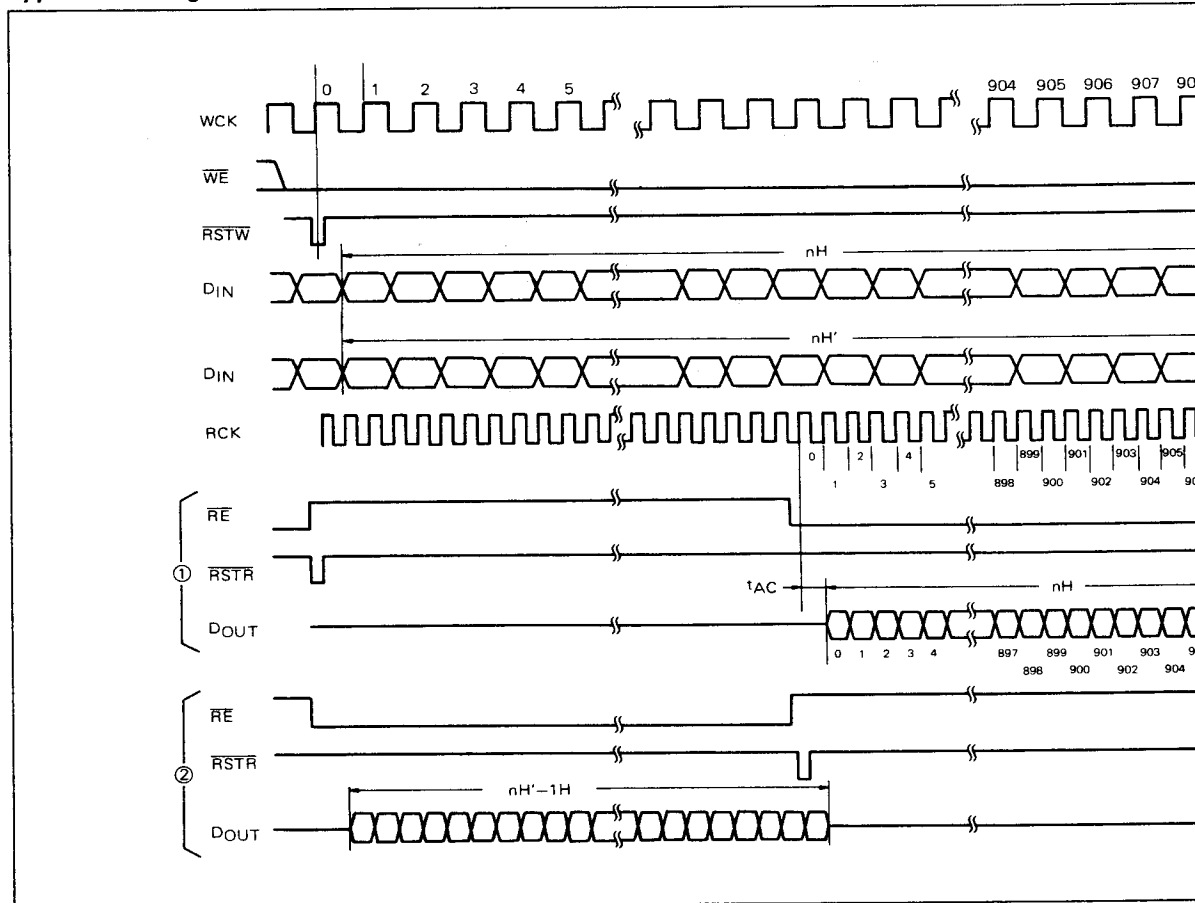 0 1 2 3 4 5 904 905 906 907
WCK
WE
RSTW
nH
DIN
nH'
DIN
RCK
0 2 4 899 901 903 905
1 3 5 898 900 902 904
RE
①
RSTR
tAC nH
DOUT
0 1 2 3 4 897 899 901 903
898 900 902 904
RE
RSTR
②
nH'–1H
DOUT